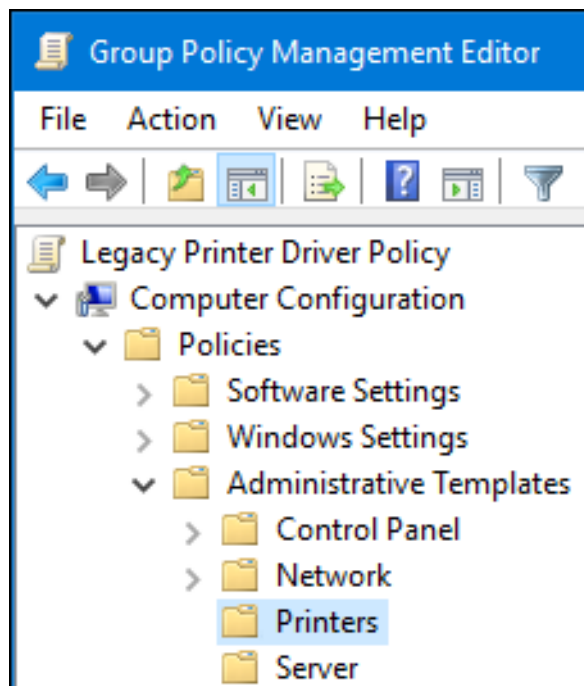 Group Policy Management Editor
File Action View Help
?
Legacy Printer Driver Policy
Computer Configuration
Policies
Software Settings
Windows Settings
Administrative Templates
Control Panel
Network
Printers
Server